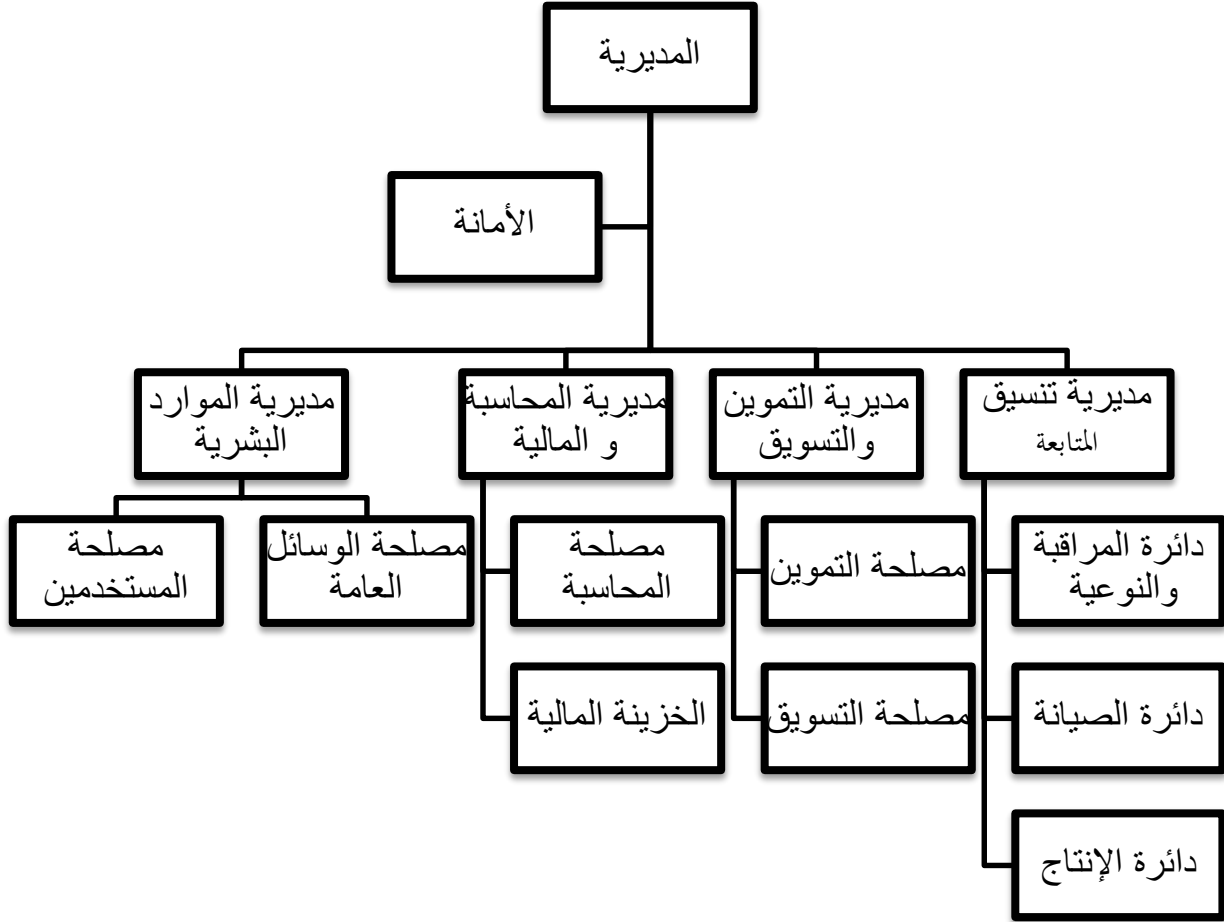 المديرية
الأمانة
مديرية تنسيق
المتابعة
مديرية التموين
والتسويق
مديرية المحاسبة
و المالية
مديرية الموارد
البشرية
دائرة المراقبة
والنوعية
دائرة الصيانة
دائرة الإنتاج
مصلحة التموين
مصلحة التسويق
مصلحة
المحاسبة
الخزينة المالية
مصلحة الوسائل
العامة
مصلحة
المستخدمين